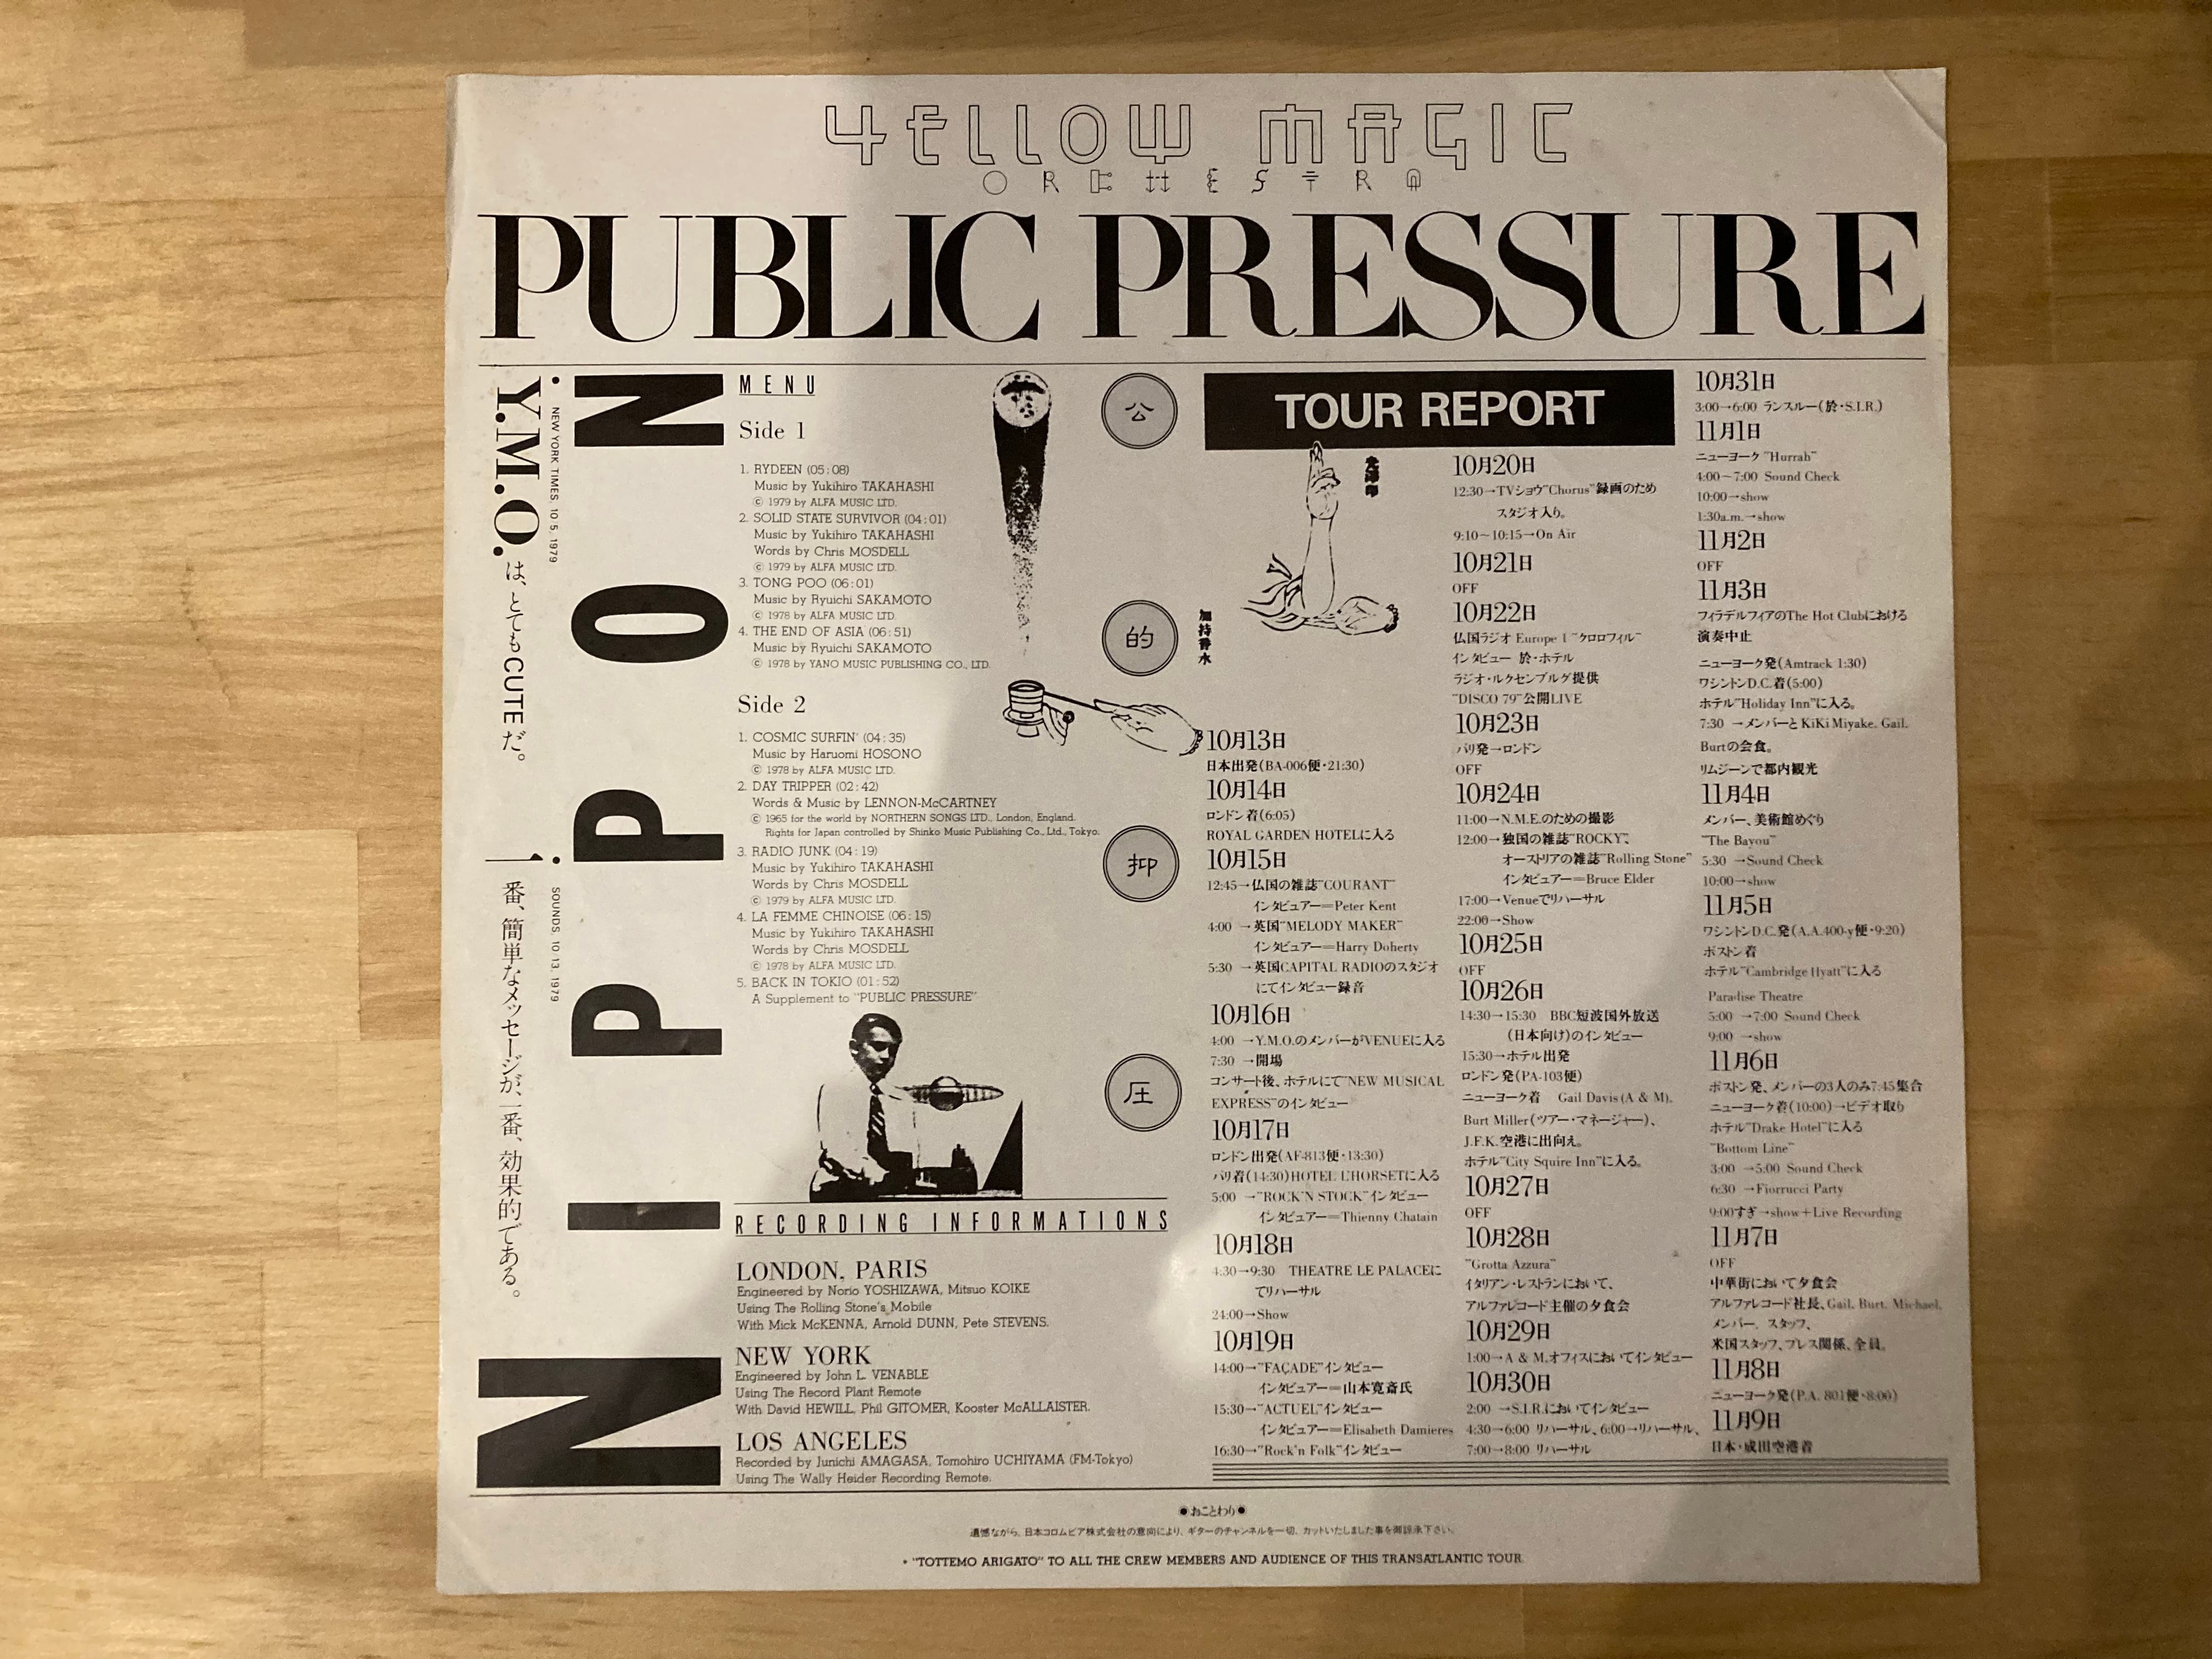 YELLOW MAGIC
ORCHESTRA
PUBLIC PRESSURE
NEW YORK TIMES. 10. 5. 1979
・Y.M.O.は、とてもCUTEだ。
SOUNDS. 10. 13. 1979
・一番、簡単なメッセージが、一番、効果的である。
NIPPON
MENU
Side 1
1. RYDEEN (05:08)
Music by Yukihiro TAKAHASHI
© 1979 by ALFA MUSIC LTD.
2. SOLID STATE SURVIVOR (04:01)
Music by Yukihiro TAKAHASHI
Words by Chris MOSDELL
© 1979 by ALFA MUSIC LTD.
3. TONG POO (06:01)
Music by Ryuichi SAKAMOTO
© 1978 by ALFA MUSIC LTD.
4. THE END OF ASIA (06:51)
Music by Ryuichi SAKAMOTO
© 1978 by YANO MUSIC PUBLISHING CO., LTD.
Side 2
1. COSMIC SURFIN' (04:35)
Music by Haruomi HOSONO
© 1978 by ALFA MUSIC LTD.
2. DAY TRIPPER (02:42)
Words & Music by LENNON-McCARTNEY
© 1965 for the world by NORTHERN SONGS LTD., London, England.
Rights for Japan controlled by Shinko Music Publishing Co., Ltd., Tokyo.
3. RADIO JUNK (04:19)
Music by Yukihiro TAKAHASHI
Words by Chris MOSDELL
© 1979 by ALFA MUSIC LTD.
4. LA FEMME CHINOISE (06:15)
Music by Yukihiro TAKAHASHI
Words by Chris MOSDELL
© 1978 by ALFA MUSIC LTD.
5. BACK IN TOKIO (01:52)
A Supplement to "PUBLIC PRESSURE"
RECORDING INFORMATIONS
LONDON, PARIS
Engineered by Norio YOSHIZAWA, Mitsuo KOIKE
Using The Rolling Stone's Mobile
With Mick McKENNA, Arnold DUNN, Pete STEVENS.
NEW YORK
Engineered by John L. VENABLE
Using The Record Plant Remote
With David HEWILL, Phil GITOMER, Kooster McALLAISTER.
LOS ANGELES
Recorded by Junichi AMAGASA, Tomohiro UCHIYAMA (FM-Tokyo)
Using The Wally Heider Recording Remote.
公
的
抑
圧
TOUR REPORT
加持香水
10月13日
日本出発(BA-006便・21:30)
10月14日
ロンドン着(6:05)
ROYAL GARDEN HOTELに入る
10月15日
12:45→仏国の雑誌"COURANT"
インタビュアー=Peter Kent
4:00 →英国"MELODY MAKER"
インタビュアー=Harry Doherty
5:30 →英国CAPITAL RADIOのスタジオ
にてインタビュー録音
10月16日
4:00 →Y.M.O.のメンバーがVENUEに入る
7:30 →開場
コンサート後、ホテルにて"NEW MUSICAL
EXPRESS"のインタビュー
10月17日
ロンドン出発(AF-813便・13:30)
パリ着(14:30)HOTEL L'HORSETに入る
5:00 →"ROCK'N STOCK"インタビュー
インタビュアー=Thienny Chatain
10月18日
4:30→9:30 THEATRE LE PALACEに
てリハーサル
24:00→Show
10月19日
14:00→"FAÇADE"インタビュー
インタビュアー=山本寛斎氏
15:30→"ACTUEL"インタビュー
インタビュアー=Elisabeth Damieres
16:30→"Rock'n Folk"インタビュー
10月20日
12:30→TVショウ"Chorus"録画のため
スタジオ入り。
9:10~10:15→On Air
10月21日
OFF
10月22日
仏国ラジオ Europe 1 "クロロフィル"
インタビュー 於・ホテル
ラジオ・ルクセンブルグ提供
"DISCO 79"公開LIVE
10月23日
パリ発→ロンドン
OFF
10月24日
11:00→N.M.E.のための撮影
12:00→独国の雑誌"ROCKY"、
オーストリアの雑誌"Rolling Stone"
インタビュアー=Bruce Elder
17:00→Venueでリハーサル
22:00→Show
10月25日
OFF
10月26日
14:30→15:30 BBC短波国外放送
(日本向け)のインタビュー
15:30→ホテル出発
ロンドン発(PA-103便)
ニューヨーク着 Gail Davis (A & M).
Burt Miller(ツアー・マネージャー)、
J.F.K.空港に出向え。
ホテル"City Squire Inn"に入る。
10月27日
OFF
10月28日
"Grotta Azzura"
イタリアン・レストランにおいて、
アルファレコード主催の夕食会
10月29日
1:00→A & M.オフィスにおいてインタビュー
10月30日
2:00 →S.I.R.においてインタビュー
4:30→6:00 リハーサル、6:00→リハーサル、
7:00→8:00 リハーサル
10月31日
3:00→6:00 ランスルー(於・S.I.R.)
11月1日
ニューヨーク "Hurrah"
4:00~7:00 Sound Check
10:00→show
1:30a.m.→show
11月2日
OFF
11月3日
フィラデルフィアのThe Hot Clubにおける
演奏中止
ニューヨーク発(Amtrack 1:30)
ワシントンD.C.着(5:00)
ホテル"Holiday Inn"に入る。
7:30 →メンバーとKiKi Miyake. Gail.
Burtの会食。
リムジーンで都内観光
11月4日
メンバー、美術館めぐり
"The Bayou"
5:30 →Sound Check
10:00→show
11月5日
ワシントンD.C.発(A.A.400-y便・9:20)
ボストン着
ホテル"Cambridge Hyatt"に入る
Paradise Theatre
5:00 →7:00 Sound Check
9:00 →show
11月6日
ボストン発、メンバーの3人のみ7:45集合
ニューヨーク着(10:00)→ビデオ取り
ホテル"Drake Hotel"に入る
"Bottom Line"
3:00 →5:00 Sound Check
6:30 →Fiorrucci Party
9:00すぎ→show+Live Recording
11月7日
OFF
中華街において夕食会
アルファレコード社長、Gail. Burt. Michael.
メンバー、スタッフ、
米国スタッフ、プレス関係、全員。
11月8日
ニューヨーク発(P.A. 801便・8:00)
11月9日
日本・成田空港着
●おことわり●
遺憾ながら、日本コロムビア株式会社の意向により、ギターのチャンネルを一切、カットいたしました事を御諒承下さい。
* "TOTTEMO ARIGATO" TO ALL THE CREW MEMBERS AND AUDIENCE OF THIS TRANSATLANTIC TOUR.